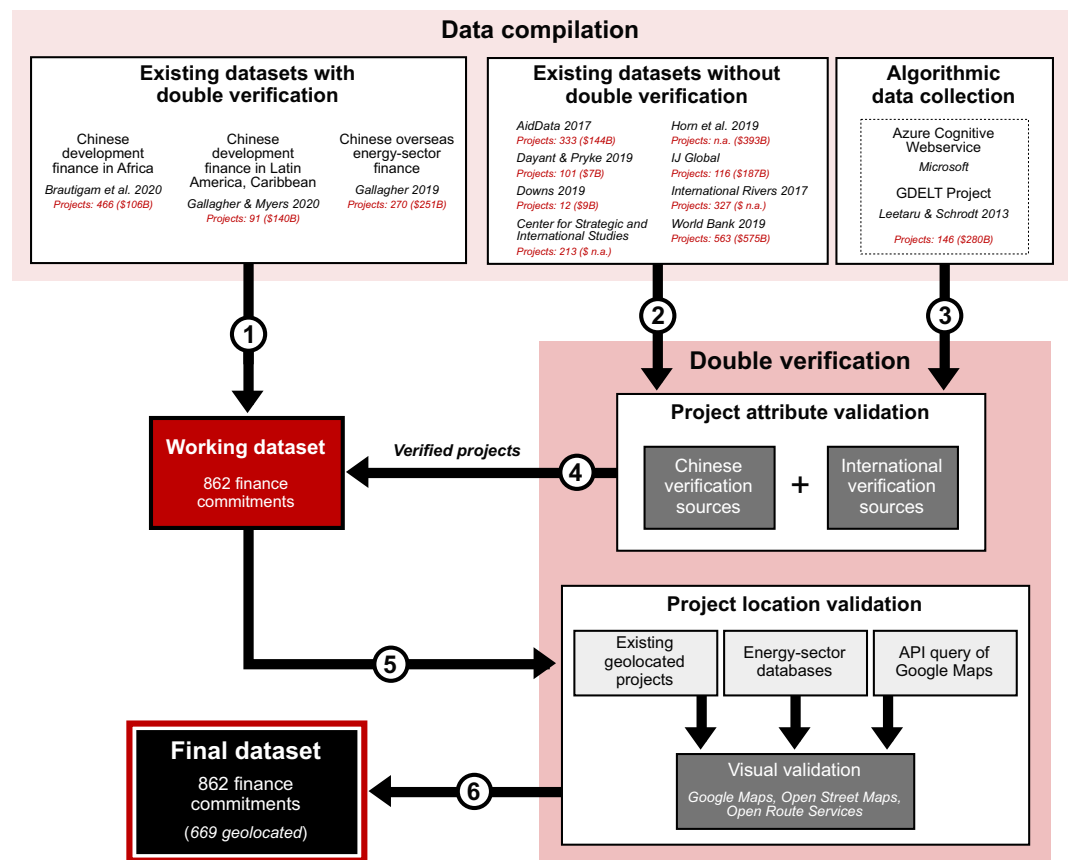 Data compilation
Existing datasets with
double verification
Chinese
development
finance in Africa
Brautigam et al. 2020
Projects: 466 ($106B)
Chinese
development
finance in Latin
America, Caribbean
Gallagher & Myers 2020
Projects: 91 ($140B)
Chinese overseas
energy-sector
finance
Gallagher 2019
Projects: 270 ($251B)
Existing datasets without
double verification
AidData 2017
Projects: 333 ($144B)
Dayant & Pryke 2019
Projects: 101 ($7B)
Downs 2019
Projects: 12 ($9B)
Center for Strategic and
International Studies
Projects: 213 ($ n.a.)
Horn et al. 2019
Projects: n.a. ($393B)
IJ Global
Projects: 116 ($187B)
International Rivers 2017
Projects: 327 ($ n.a.)
World Bank 2019
Projects: 563 ($575B)
Algorithmic
data collection
Azure Cognitive
Webservice
Microsoft
GDELT Project
Leetaru & Schrodt 2013
Projects: 146 ($280B)
1
2
3
Double verification
Project attribute validation
Chinese
verification
sources
+
International
verification
sources
Verified projects
4
Working dataset
862 finance
commitments
5
Project location validation
Existing
geolocated
projects
Energy-sector
databases
API query of
Google Maps
Visual validation
Google Maps, Open Street Maps,
Open Route Services
6
Final dataset
862 finance
commitments
(669 geolocated)